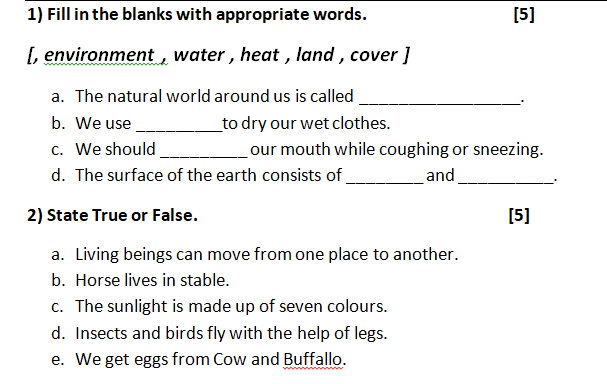 1) Fill in the blanks with appropriate words. [5]
[, environment , water , heat , land , cover ]
a. The natural world around us is called __________________.
b. We use __________to dry our wet clothes.
c. We should __________ our mouth while coughing or sneezing.
d. The surface of the earth consists of _________ and ___________.
2) State True or False. [5]
a. Living beings can move from one place to another.
b. Horse lives in stable.
c. The sunlight is made up of seven colours.
d. Insects and birds fly with the help of legs.
e. We get eggs from Cow and Buffallo.